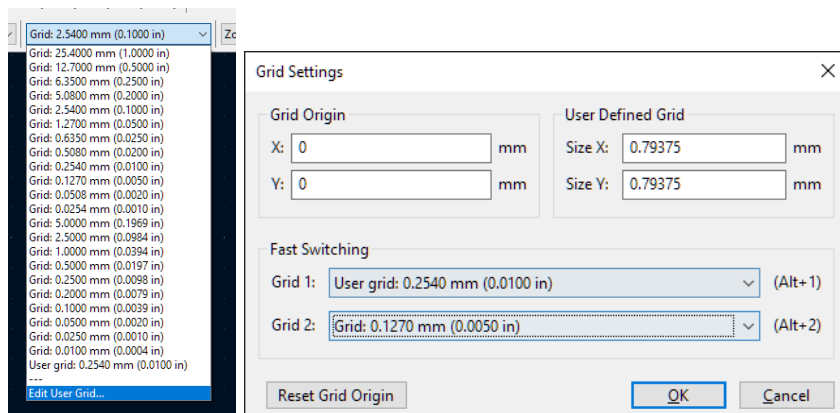 Grid: 2.5400 mm (0.1000 in)
Zo
Grid: 25.4000 mm (1.0000 in)
Grid: 12.7000 mm (0.5000 in)
Grid: 6.3500 mm (0.2500 in)
Grid: 5.0800 mm (0.2000 in)
Grid: 2.5400 mm (0.1000 in)
Grid: 1.2700 mm (0.0500 in)
Grid: 0.6350 mm (0.0250 in)
Grid: 0.5080 mm (0.0200 in)
Grid: 0.2540 mm (0.0100 in)
Grid: 0.1270 mm (0.0050 in)
Grid: 0.0508 mm (0.0020 in)
Grid: 0.0254 mm (0.0010 in)
Grid: 5.0000 mm (0.1969 in)
Grid: 2.5000 mm (0.0984 in)
Grid: 1.0000 mm (0.0394 in)
Grid: 0.5000 mm (0.0197 in)
Grid: 0.2500 mm (0.0098 in)
Grid: 0.2000 mm (0.0079 in)
Grid: 0.1000 mm (0.0039 in)
Grid: 0.0500 mm (0.0020 in)
Grid: 0.0250 mm (0.0010 in)
Grid: 0.0100 mm (0.0004 in)
User grid: 0.2540 mm (0.0100 in)
---
Edit User Grid...
Grid Settings
Grid Origin
X: 0 mm
Y: 0 mm
User Defined Grid
Size X: 0.79375 mm
Size Y: 0.79375 mm
Fast Switching
Grid 1: User grid: 0.2540 mm (0.0100 in) (Alt+1)
Grid 2: Grid: 0.1270 mm (0.0050 in) (Alt+2)
Reset Grid Origin OK Cancel